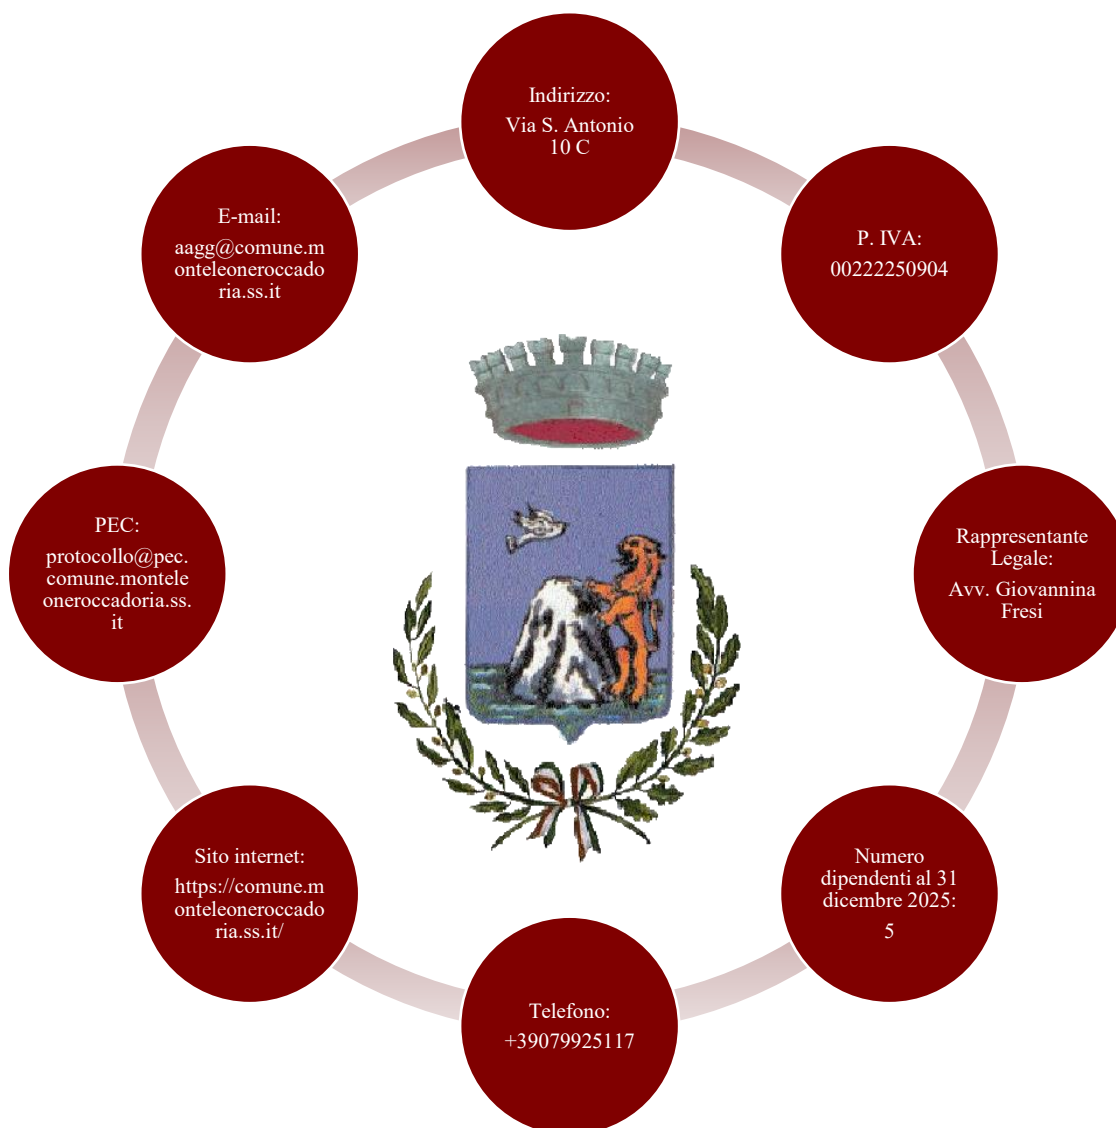 Indirizzo:
Via S. Antonio
10 C
P. IVA:
00222250904
Rappresentante
Legale:
Avv. Giovannina
Fresi
Numero
dipendenti al 31
dicembre 2025:
5
Telefono:
+39079925117
Sito internet:
https://comune.m
onteleoneroccado
ria.ss.it/
PEC:
protocollo@pec.
comune.montele
oneroccadoria.ss.
it
E-mail:
aagg@comune.m
onteleoneroccado
ria.ss.it